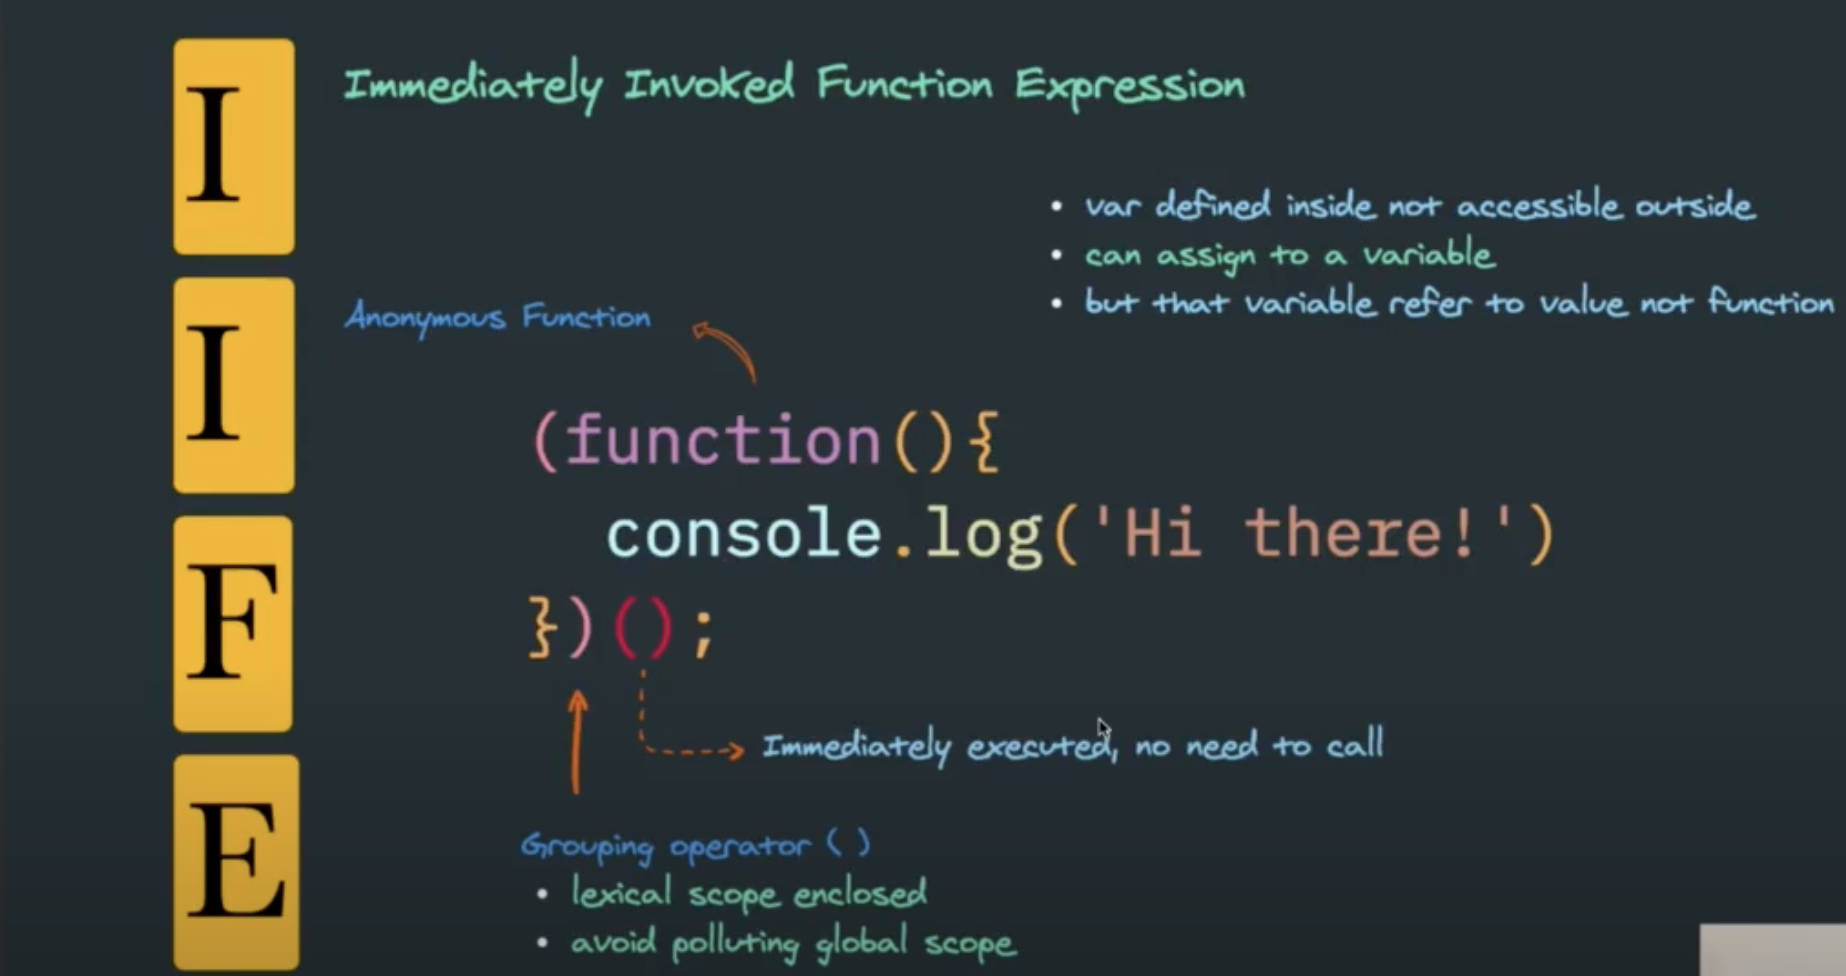 I
Immediately Invoked Function Expression
• var defined inside not accessible outside
• can assign to a variable
• but that variable refer to value not function
I
Anonymous Function
(function(){
console.log('Hi there!')
})();
F
Immediately executed, no need to call
E
Grouping operator ( )
• lexical scope enclosed
• avoid polluting global scope